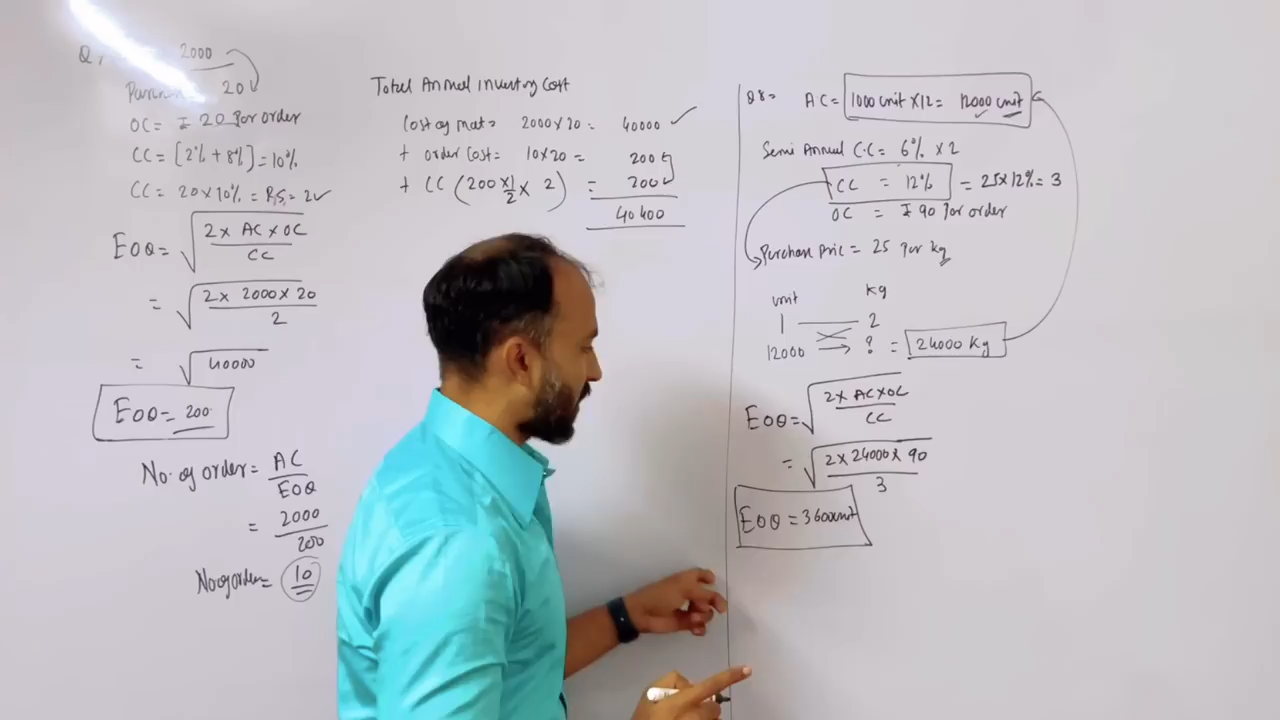 Q 2000
20
OC = ₹ 20 Per order
CC = [2% + 8%] = 10%
CC = 20 × 10% = RS = 2 ✓
EOQ = √(2 × AC × OC / CC)
= √(2 × 2000 × 20 / 2)
= √40000
EOQ = 200
No. of order = AC / EOQ
= 2000 / 200
No of order = 10
Total Annual Inventory Cost
Cost of mat = 2000 × 20 = 40000 ✓
+ order Cost = 10 × 20 = 200
+ CC (200 × 1/2 × 2) = 200
40400
Q8 = AC = 1000 unit × 12 = 12000 unit
Semi Annual C.C = 6% × 2
CC = 12% = 25 × 12% = 3
OC = ₹ 90 Per order
Purchase Price = 25 Per kg
unit kg
1 2
12000 → ? = 24000 Kg
EOQ = √(2 × AC × OC / CC)
= √(2 × 24000 × 90 / 3)
EOQ = 3600 unit